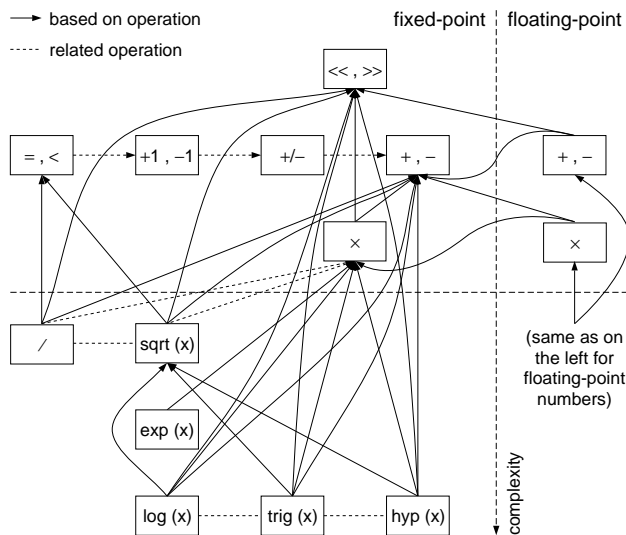 based on operation
related operation
fixed-point
floating-point
<< , >>
= , <
+1 , −1
+/−
+ , −
+ , −
×
×
/
sqrt (x)
(same as on
the left for
floating-point
numbers)
exp (x)
log (x)
trig (x)
hyp (x)
complexity